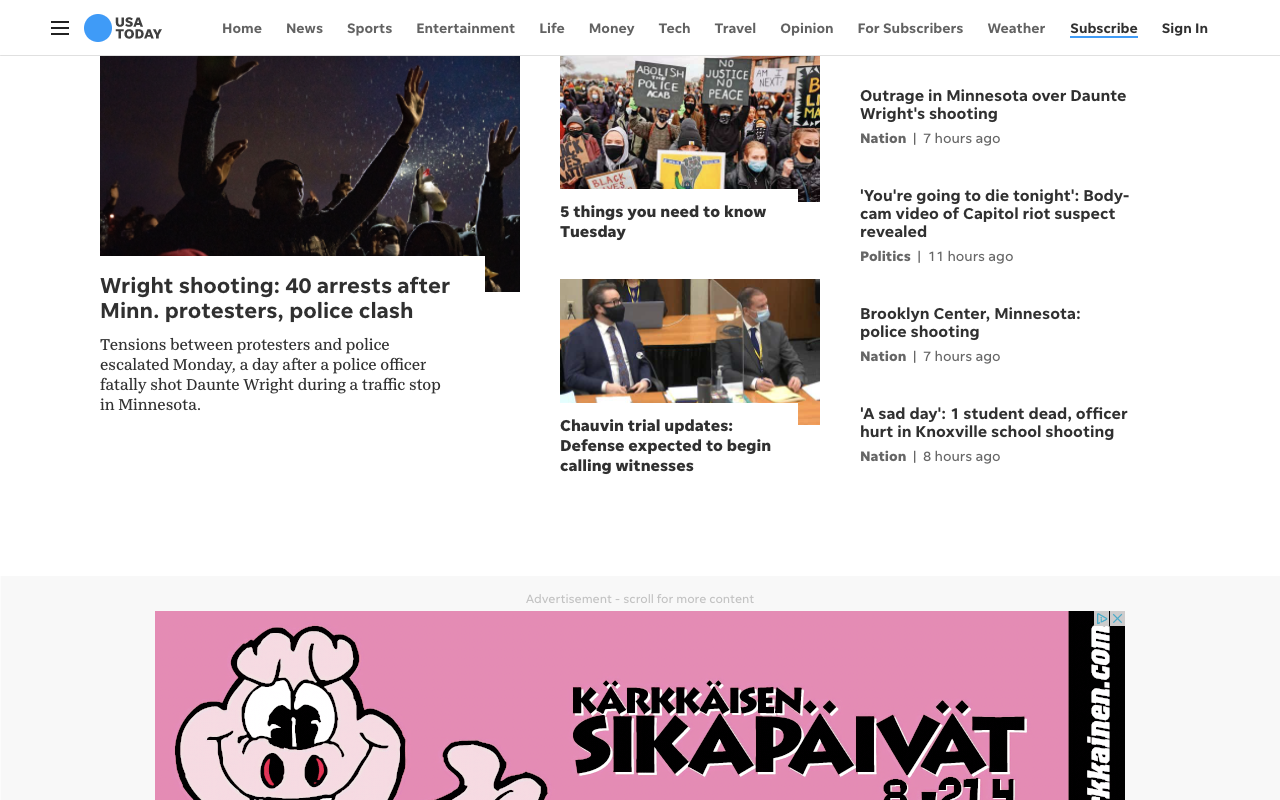 USA
TODAY
Home
News
Sports
Entertainment
Life
Money
Tech
Travel
Opinion
For Subscribers
Weather
Subscribe
Sign In
Wright shooting: 40 arrests after
Minn. protesters, police clash
Tensions between protesters and police
escalated Monday, a day after a police officer
fatally shot Daunte Wright during a traffic stop
in Minnesota.
ABOLISH
THE
POLICE
ACAB
NO
JUSTICE
NO
PEACE
AM I
NEXT?
BLACK
5 things you need to know
Tuesday
Chauvin trial updates:
Defense expected to begin
calling witnesses
Outrage in Minnesota over Daunte
Wright's shooting
Nation | 7 hours ago
'You're going to die tonight': Body-
cam video of Capitol riot suspect
revealed
Politics | 11 hours ago
Brooklyn Center, Minnesota:
police shooting
Nation | 7 hours ago
'A sad day': 1 student dead, officer
hurt in Knoxville school shooting
Nation | 8 hours ago
Advertisement - scroll for more content
KÄRKKÄISEN
SIKAPÄIVÄT
8.-21.4
kkainen.com